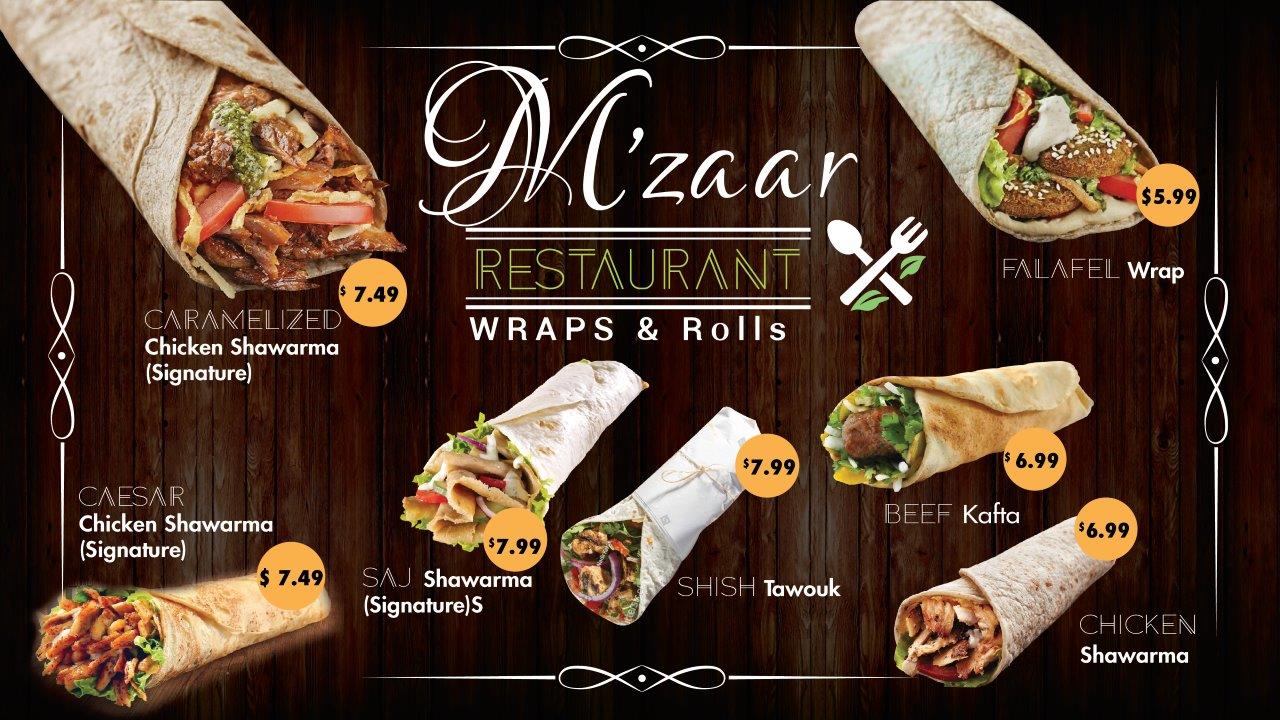 M'zaar
RESTAURANT
WRAPS & Rolls
$ 7.49
CARAMELIZED
Chicken Shawarma
(Signature)
$5.99
FALAFEL Wrap
CAESAR
Chicken Shawarma
(Signature)
$ 7.49
$7.99
SAJ Shawarma
(Signature)S
$7.99
SHISH Tawouk
$ 6.99
BEEF Kafta
$6.99
CHICKEN
Shawarma